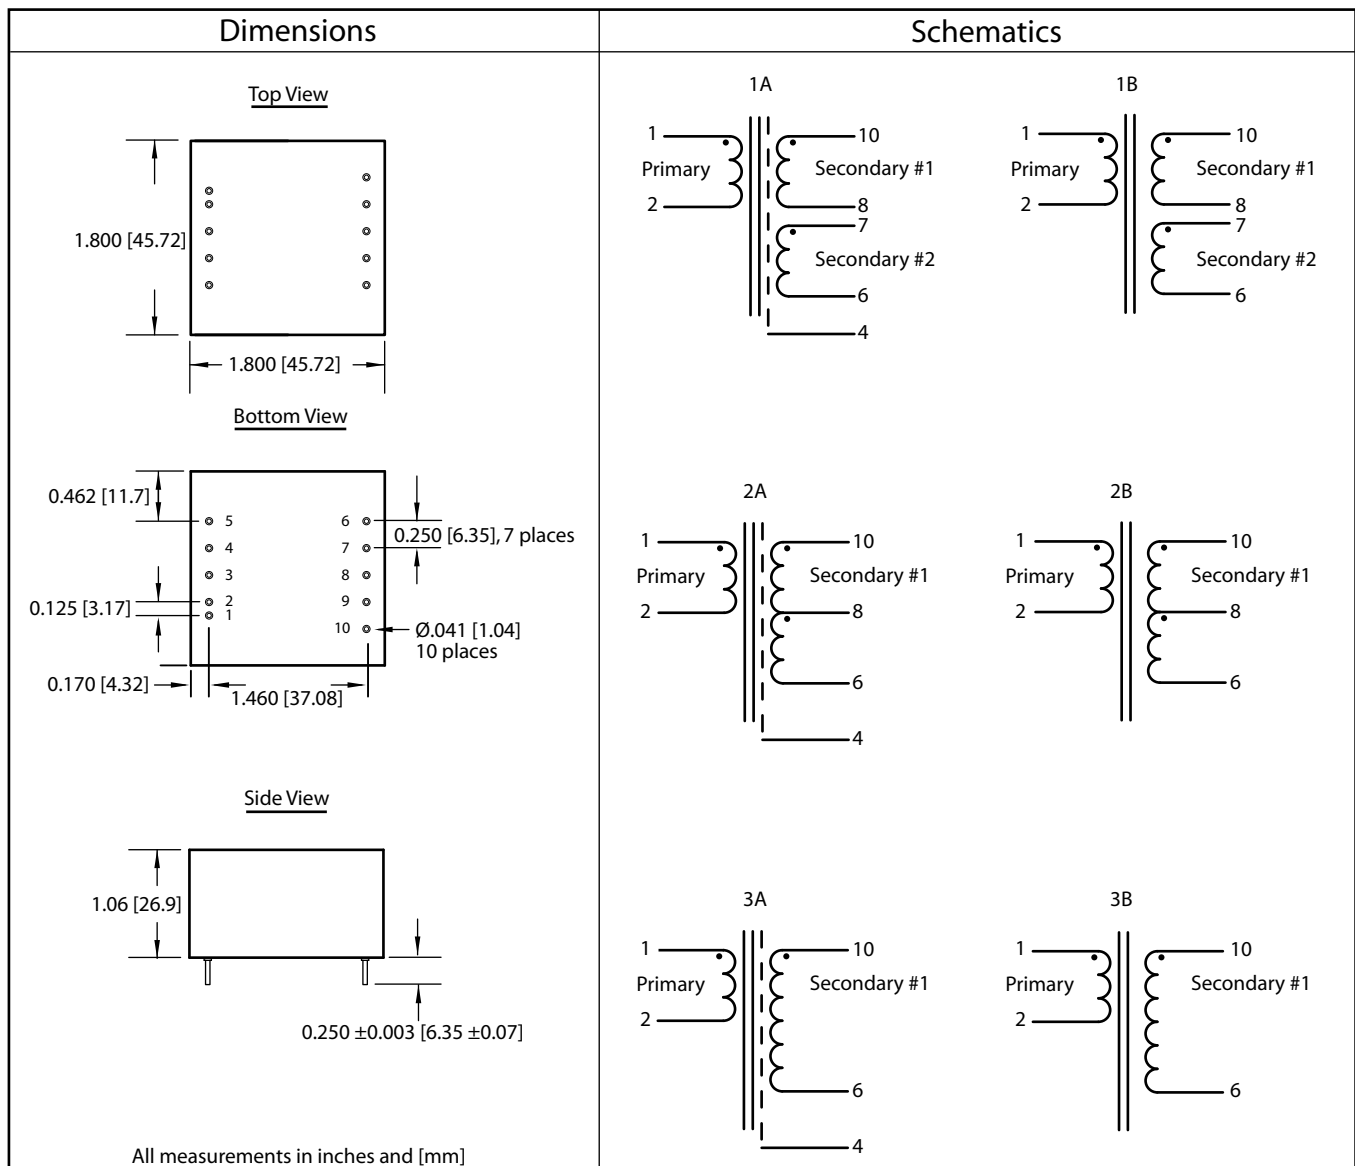 Dimensions
Schematics
Top View
1.800 [45.72]
1.800 [45.72]
Bottom View
0.462 [11.7]
5
6
0.250 [6.35], 7 places
4
7
3
8
0.125 [3.17]
2
9
1
10
Ø.041 [1.04]
10 places
0.170 [4.32]
1.460 [37.08]
Side View
1.06 [26.9]
0.250 ±0.003 [6.35 ±0.07]
All measurements in inches and [mm]
1A
1
10
Primary
Secondary #1
2
8
7
Secondary #2
6
4
1B
1
10
Primary
Secondary #1
2
8
7
Secondary #2
6
2A
1
10
Primary
Secondary #1
2
8
6
4
2B
1
10
Primary
Secondary #1
2
8
6
3A
1
10
Primary
Secondary #1
2
6
4
3B
1
10
Primary
Secondary #1
2
6